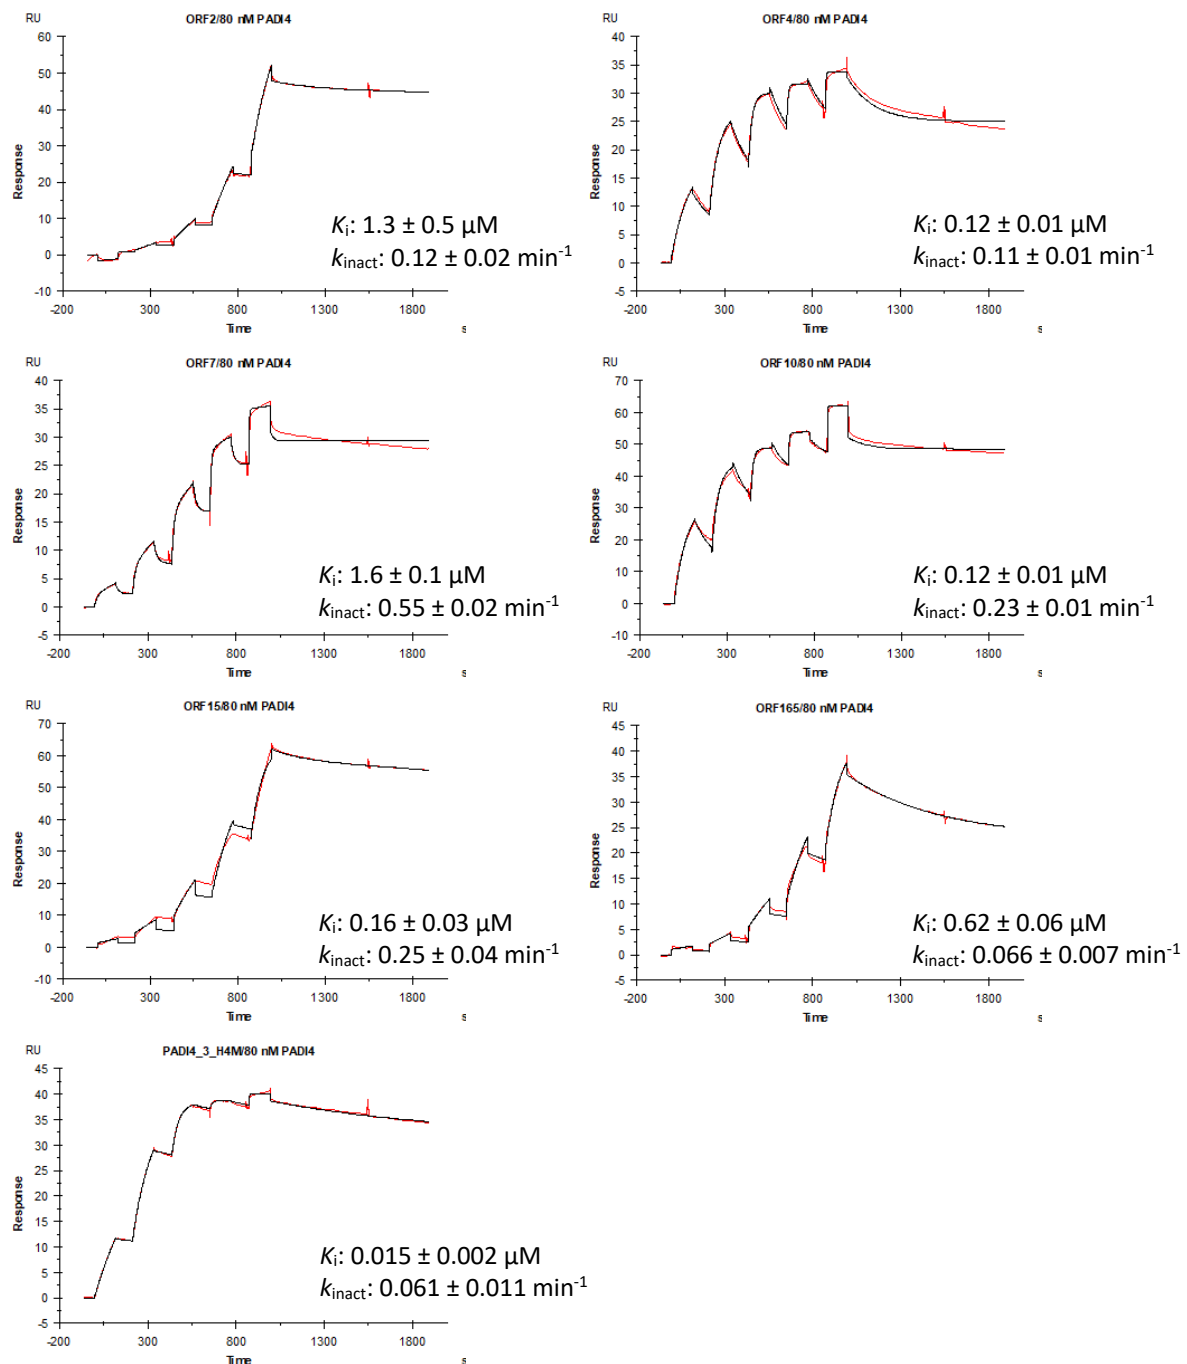 RU
ORF2/80 nM PADI4
60
50
40
30
20
10
0
-10
Response
-200
300
800
1300
1800
Time
s
Ki: 1.3 ± 0.5 µM
kinact: 0.12 ± 0.02 min-1
RU
ORF4/80 nM PADI4
40
35
30
25
20
15
10
5
0
-5
Response
-200
300
800
1300
1800
Time
s
Ki: 0.12 ± 0.01 µM
kinact: 0.11 ± 0.01 min-1
RU
ORF7/80 nM PADI4
40
35
30
25
20
15
10
5
0
-5
Response
-200
300
800
1300
1800
Time
s
Ki: 1.6 ± 0.1 µM
kinact: 0.55 ± 0.02 min-1
RU
ORF10/80 nM PADI4
70
60
50
40
30
20
10
0
-10
Response
-200
300
800
1300
1800
Time
s
Ki: 0.12 ± 0.01 µM
kinact: 0.23 ± 0.01 min-1
RU
ORF15/80 nM PADI4
70
60
50
40
30
20
10
0
-10
Response
-200
300
800
1300
1800
Time
s
Ki: 0.16 ± 0.03 µM
kinact: 0.25 ± 0.04 min-1
RU
ORF165/80 nM PADI4
45
40
35
30
25
20
15
10
5
0
-5
Response
-200
300
800
1300
1800
Time
s
Ki: 0.62 ± 0.06 µM
kinact: 0.066 ± 0.007 min-1
RU
PADI4_3_H4M/80 nM PADI4
45
40
35
30
25
20
15
10
5
0
-5
Response
-200
300
800
1300
1800
Time
s
Ki: 0.015 ± 0.002 µM
kinact: 0.061 ± 0.011 min-1